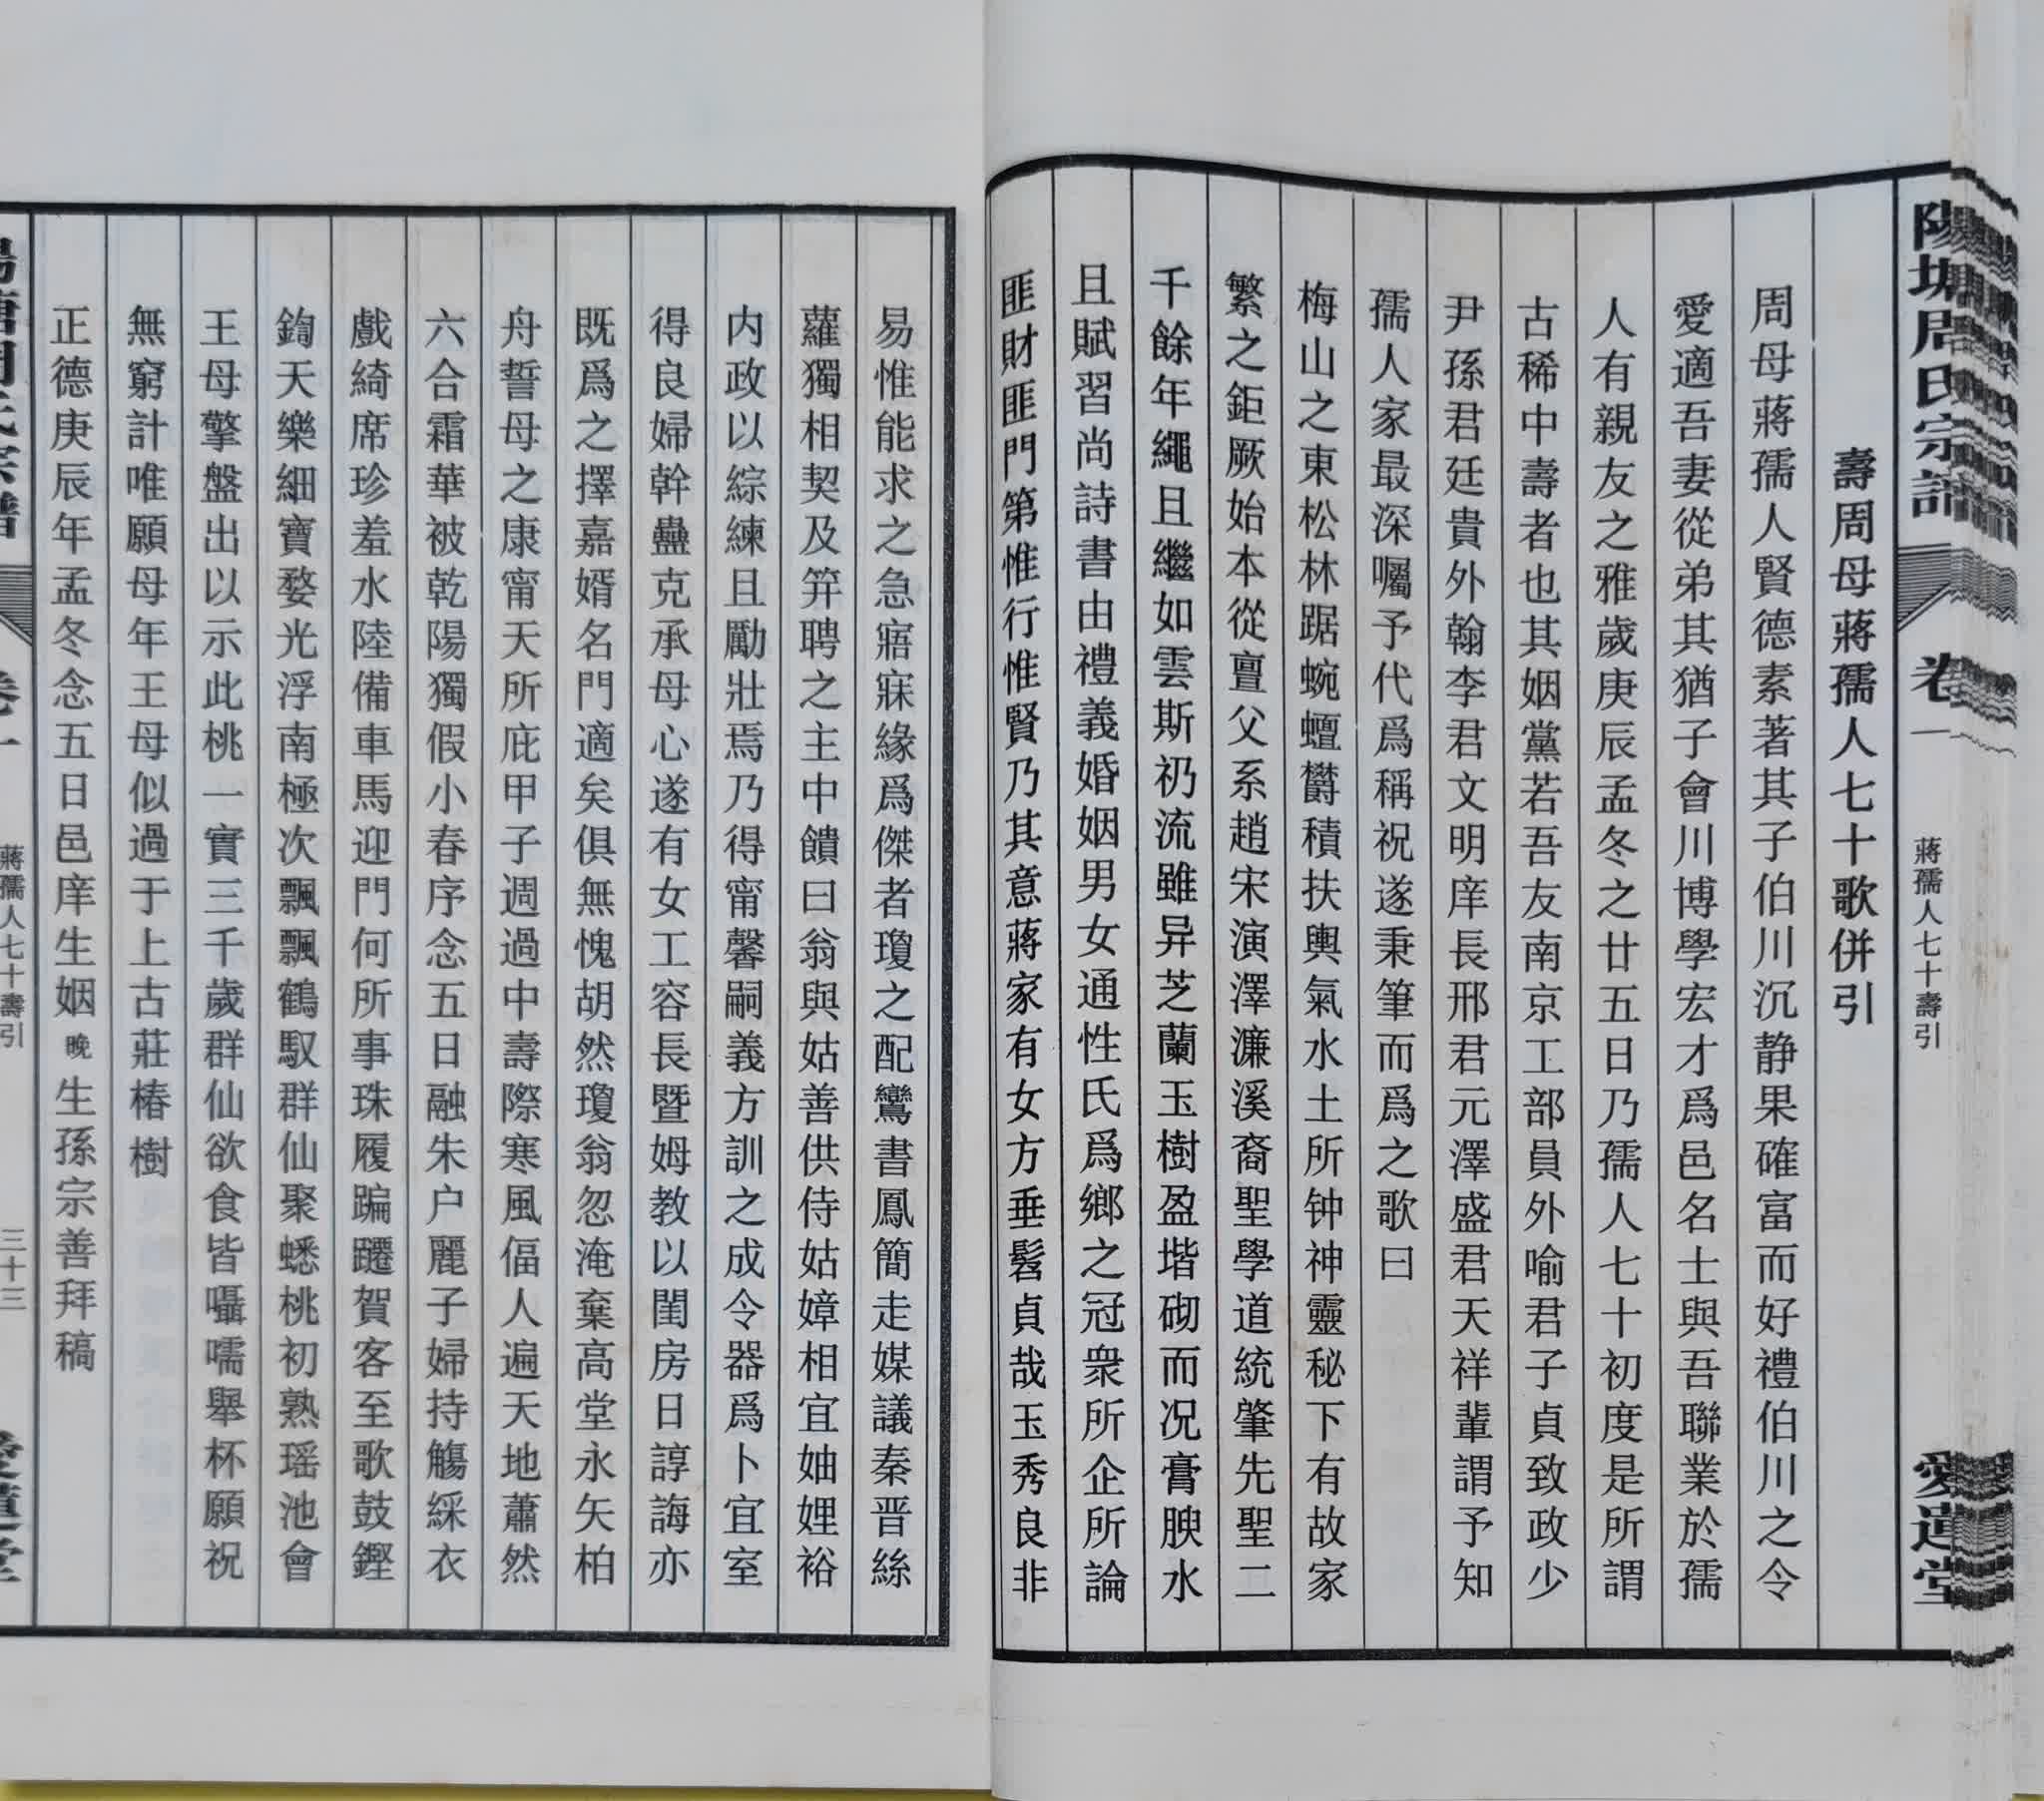 陽塘周氏宗譜
卷一
蔣孺人七十壽引
愛蓮堂
壽周母蔣孺人七十歌併引
周母蔣孺人賢德素著其子伯川沉静果確富而好禮伯川之令
愛適吾妻從弟其猶子會川博學宏才爲邑名士與吾聯業於孺
人有親友之雅歲庚辰孟冬之廿五日乃孺人七十初度是所謂
古稀中壽者也其姻黨若吾友南京工部員外喻君子貞致政少
尹孫君廷貴外翰李君文明庠長邢君元澤盛君天祥輩謂予知
孺人家最深囑予代爲稱祝遂秉筆而爲之歌曰
梅山之東松林踞蜿蟺欝積扶輿氣水土所钟神靈秘下有故家
繁之鉅厥始本從亶父系趙宋演澤濂溪裔聖學道統肇先聖二
千餘年繩且繼如雲斯礽流雖异芝蘭玉樹盈堦砌而况膏腴水
且賦習尚詩書由禮義婚姻男女通性氏爲鄉之冠衆所企所論
匪財匪門第惟行惟賢乃其意蔣家有女方垂髫貞哉玉秀良非
易惟能求之急寤寐緣爲傑者瓊之配鸞書鳳簡走媒議秦晋絲
蘿獨相契及笄聘之主中饋曰翁與姑善供侍姑嫜相宜妯娌裕
内政以綜練且勵壯焉乃得甯馨嗣義方訓之成令器爲卜宜室
得良婦幹蠱克承母心遂有女工容長暨姆教以閨房日諄誨亦
既爲之擇嘉婿名門適矣俱無愧胡然瓊翁忽淹棄高堂永矢柏
舟誓母之康甯天所庇甲子週過中壽際寒風偪人遍天地蕭然
六合霜華被乾陽獨假小春序念五日融朱户麗子婦持觴綵衣
戲綺席珍羞水陸備車馬迎門何所事珠履蹁躚賀客至歌鼓鏗
鍧天樂細寶婺光浮南極次飄飄鶴馭群仙聚蟋桃初熟瑶池會
王母擎盤出以示此桃一實三千歲群仙欲食皆囁嚅舉杯願祝
無窮計唯願母年王母似過于上古莊椿樹
正德庚辰年孟冬念五日邑庠生姻晚生孫宗善拜稿
卷一
蔣孺人七十壽引
三十三